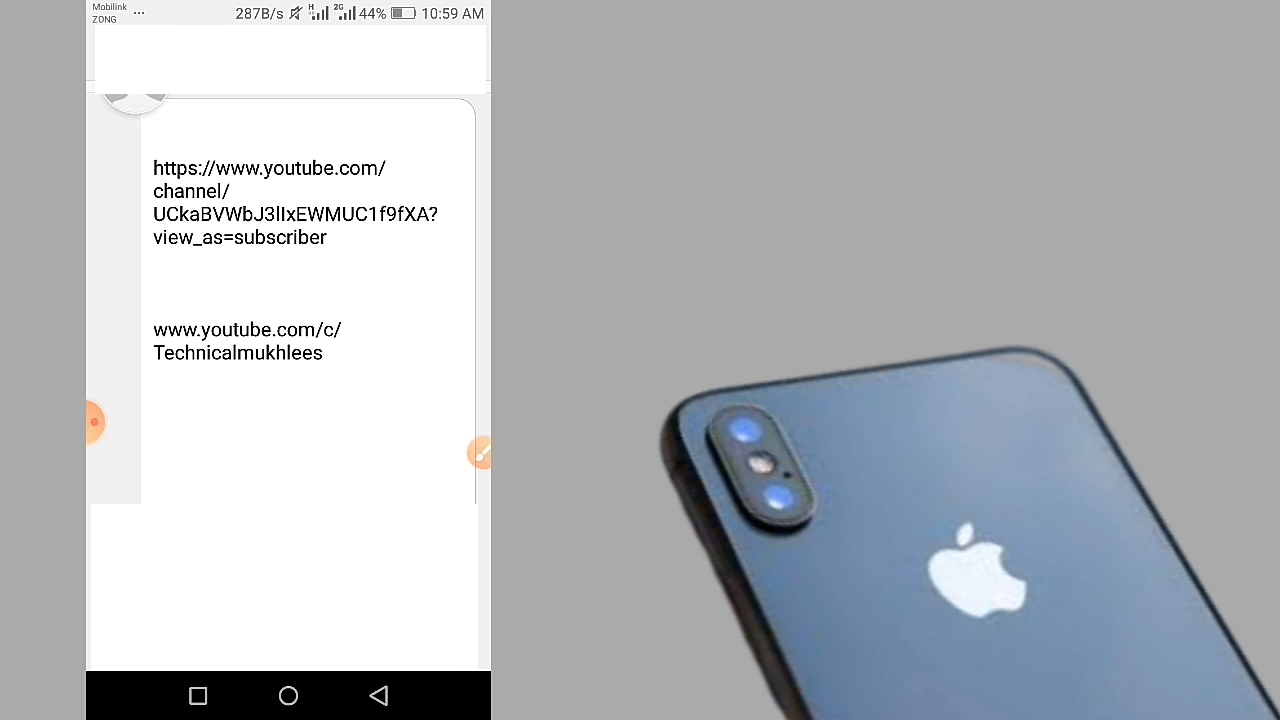 Mobilink ... 287B/s H 2G 44% 10:59 AM
ZONG
https://www.youtube.com/
channel/
UCkaBVWbJ3lIxEWMUC1f9fXA?
view_as=subscriber
www.youtube.com/c/
Technicalmukhlees